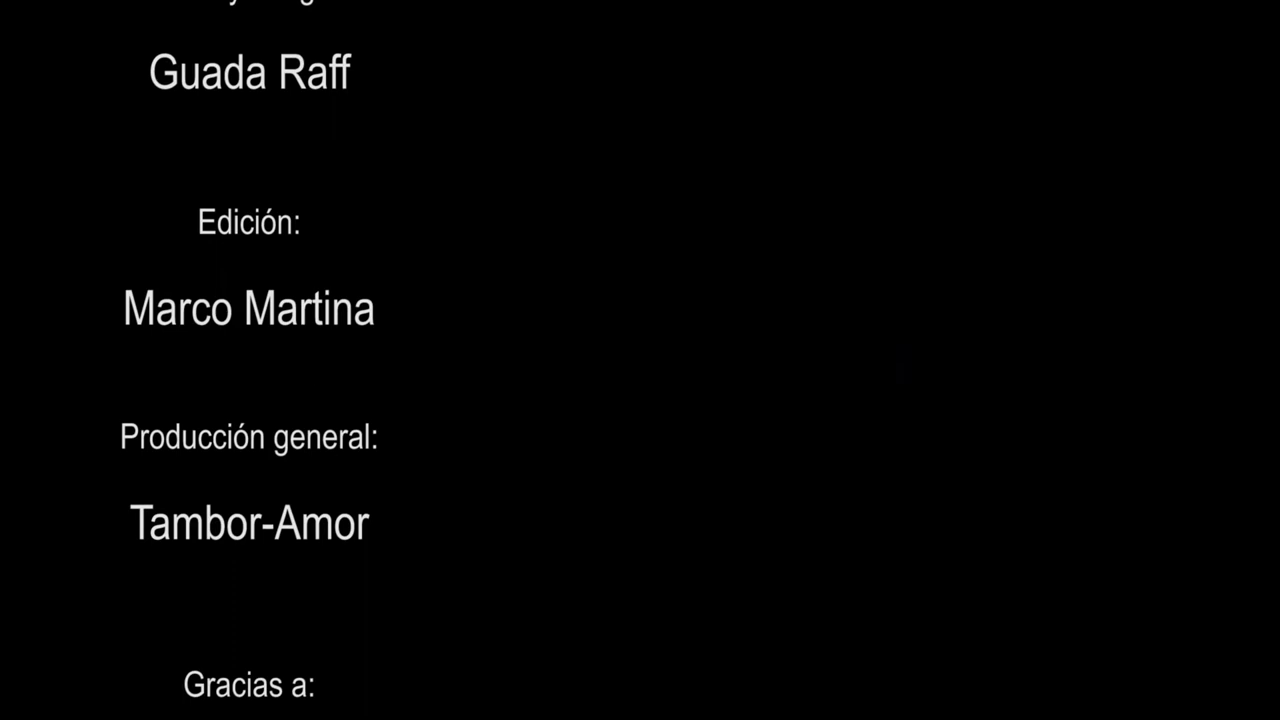 Guada Raff
Edición:
Marco Martina
Producción general:
Tambor-Amor
Gracias a: